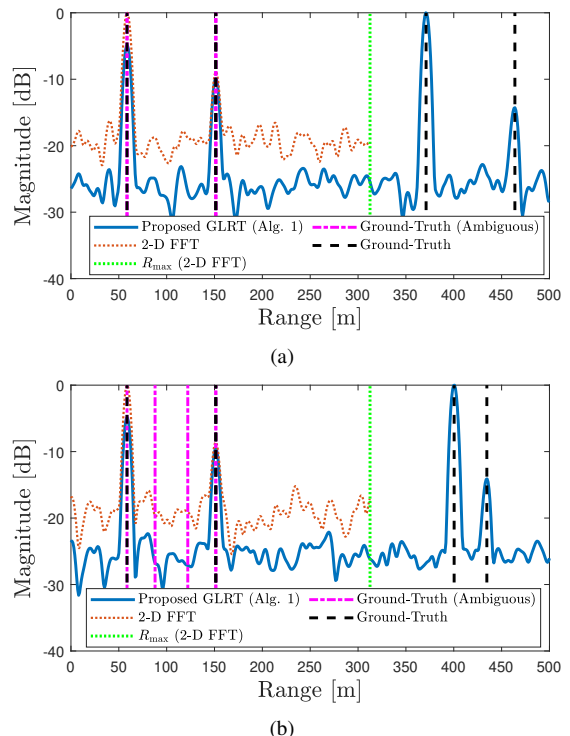 0
-10
-20
-30
-40
Magnitude [dB]
Proposed GLRT (Alg. 1)
2-D FFT
R_max (2-D FFT)
Ground-Truth (Ambiguous)
Ground-Truth
0 50 100 150 200 250 300 350 400 450 500
Range [m]
(a)
0
-10
-20
-30
-40
Magnitude [dB]
Proposed GLRT (Alg. 1)
2-D FFT
R_max (2-D FFT)
Ground-Truth (Ambiguous)
Ground-Truth
0 50 100 150 200 250 300 350 400 450 500
Range [m]
(b)